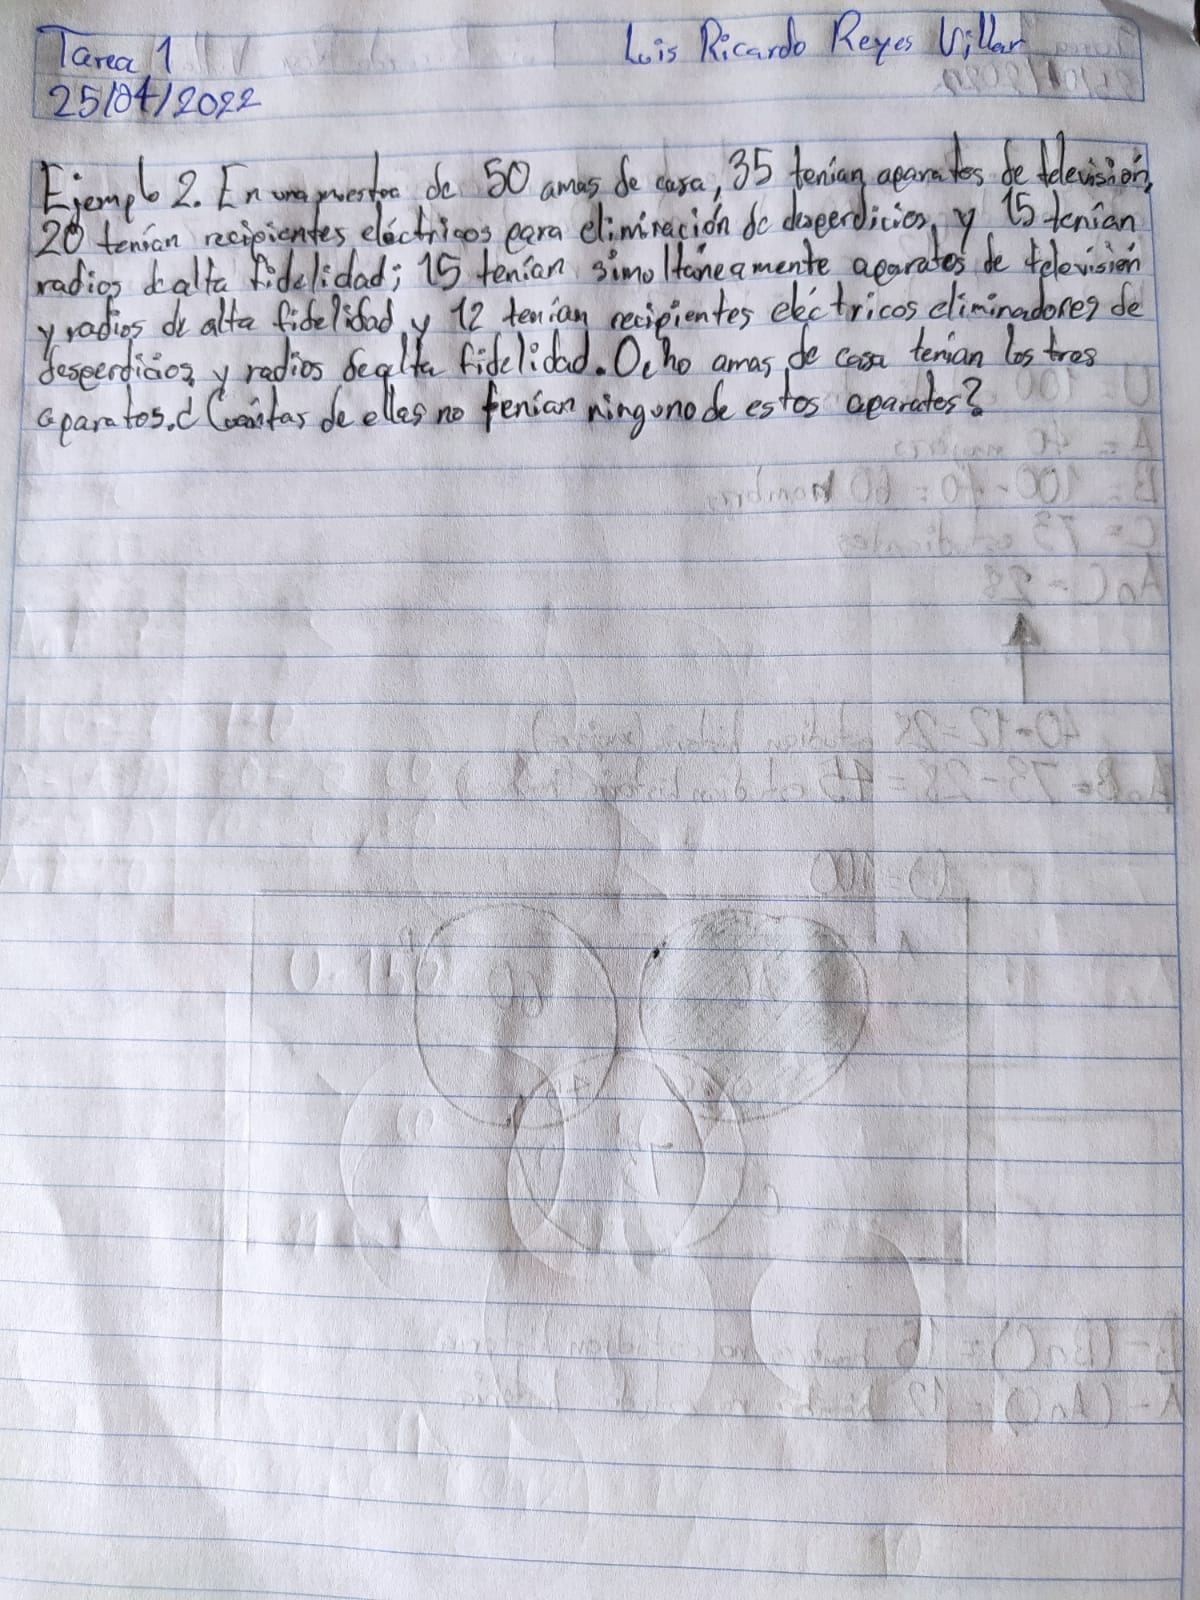 Tarea 1
Luis Ricardo Reyes Villar
25/04/2022
Ejemplo 2. En una muestra de 50 amas de casa, 35 tenían aparatos de televisión,
20 tenían recipientes eléctricos para eliminación de desperdicios, y 15 tenían
radios de alta fidelidad; 15 tenían simultáneamente aparatos de televisión
y radios de alta fidelidad y 12 tenían recipientes eléctricos eliminadores de
desperdicios y radios de alta fidelidad. Ocho amas de casa tenían los tres
aparatos. ¿Cuántas de ellas no tenían ninguno de estos aparatos?